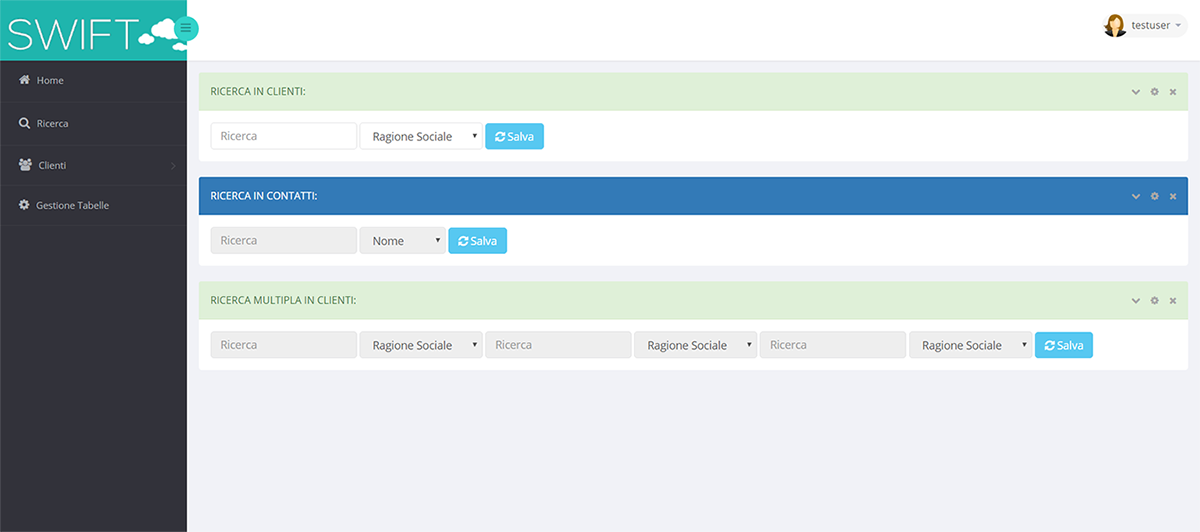 SWIFT
testuser
Home
Ricerca
Clienti
Gestione Tabelle
RICERCA IN CLIENTI:
Ricerca Ragione Sociale Salva
RICERCA IN CONTATTI:
Ricerca Nome Salva
RICERCA MULTIPLA IN CLIENTI:
Ricerca Ragione Sociale Ricerca Ragione Sociale Ricerca Ragione Sociale Salva